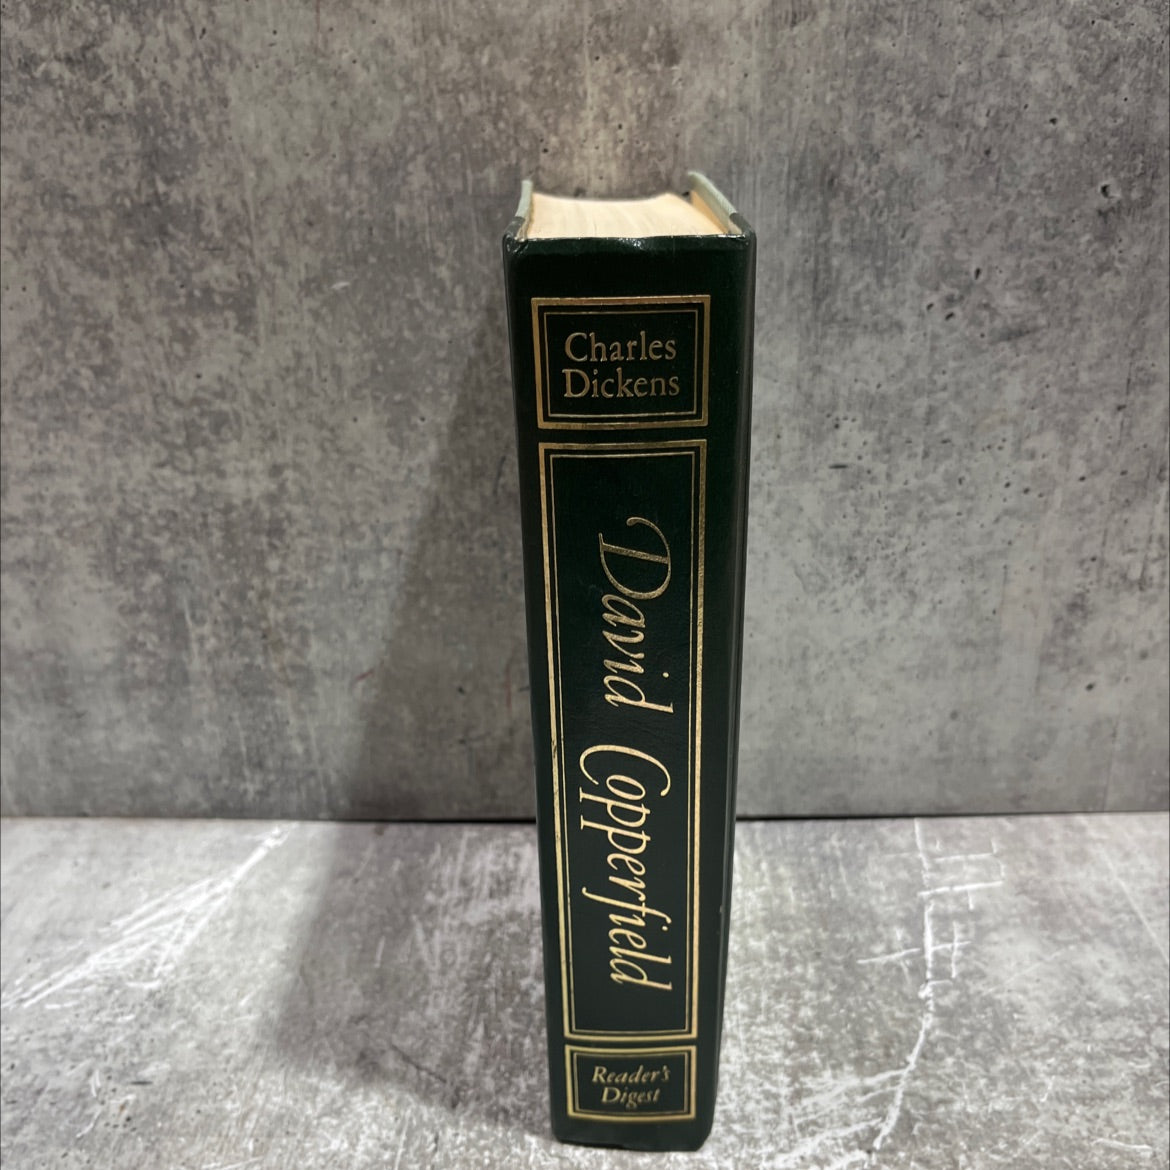 Charles
Dickens
David Copperfield
Reader's
Digest